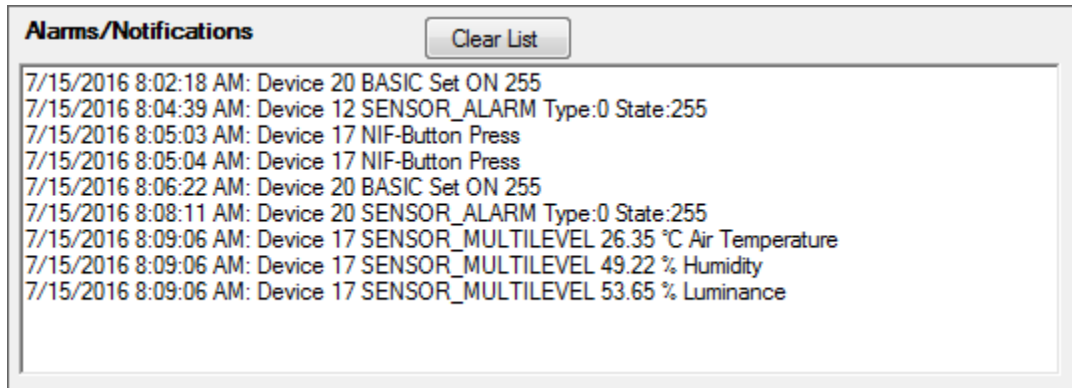 Alarms/Notifications
Clear List
7/15/2016 8:02:18 AM: Device 20 BASIC Set ON 255
7/15/2016 8:04:39 AM: Device 12 SENSOR_ALARM Type:0 State:255
7/15/2016 8:05:03 AM: Device 17 NIF-Button Press
7/15/2016 8:05:04 AM: Device 17 NIF-Button Press
7/15/2016 8:06:22 AM: Device 20 BASIC Set ON 255
7/15/2016 8:08:11 AM: Device 20 SENSOR_ALARM Type:0 State:255
7/15/2016 8:09:06 AM: Device 17 SENSOR_MULTILEVEL 26.35 °C Air Temperature
7/15/2016 8:09:06 AM: Device 17 SENSOR_MULTILEVEL 49.22 % Humidity
7/15/2016 8:09:06 AM: Device 17 SENSOR_MULTILEVEL 53.65 % Luminance